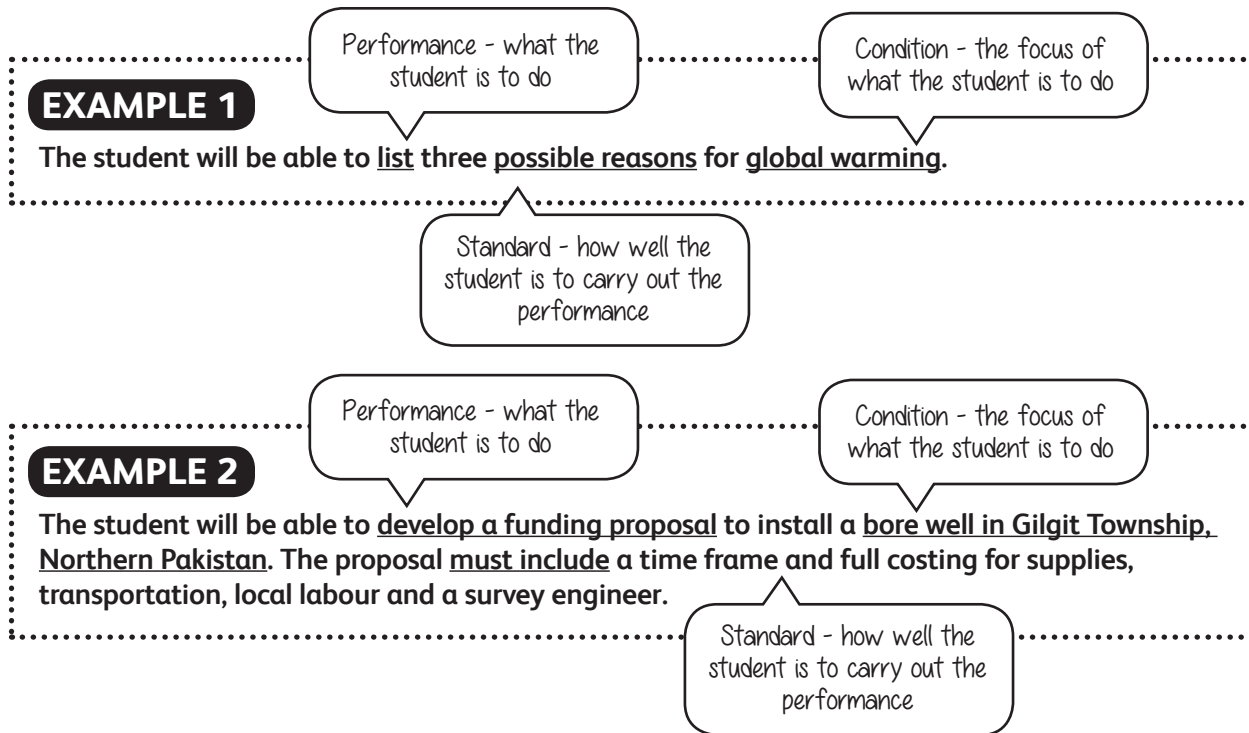 Performance - what the
student is to do
Condition - the focus of
what the student is to do
EXAMPLE 1
The student will be able to list three possible reasons for global warming.
Standard - how well the
student is to carry out the
performance
Performance - what the
student is to do
Condition - the focus of
what the student is to do
EXAMPLE 2
The student will be able to develop a funding proposal to install a bore well in Gilgit Township,
Northern Pakistan. The proposal must include a time frame and full costing for supplies,
transportation, local labour and a survey engineer.
Standard - how well the
student is to carry out the
performance